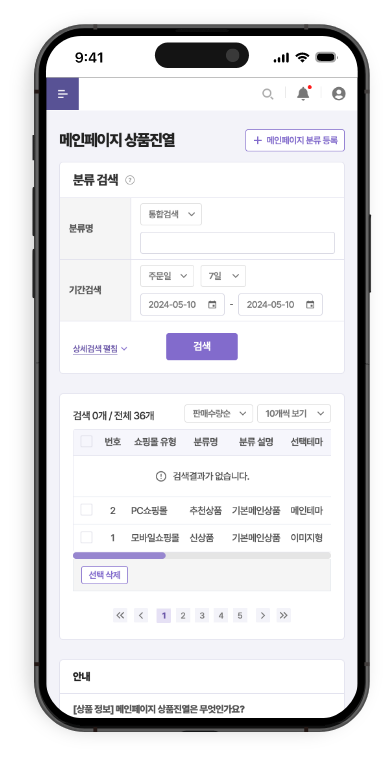 9:41
메인페이지 상품진열
+ 메인페이지 분류 등록
분류 검색 ?
분류명
통합검색
기간검색
주문일 7일
2024-05-10 - 2024-05-10
상세검색 펼침
검색
검색 0개 / 전체 36개
판매수량순 10개씩 보기
번호 쇼핑몰 유형 분류명 분류 설명 선택테마
검색결과가 없습니다.
2 PC쇼핑몰 추천상품 기본메인상품 메인테마
1 모바일쇼핑몰 신상품 기본메인상품 이미지형
선택 삭제
1 2 3 4 5
안내
[상품 정보] 메인페이지 상품진열은 무엇인가요?